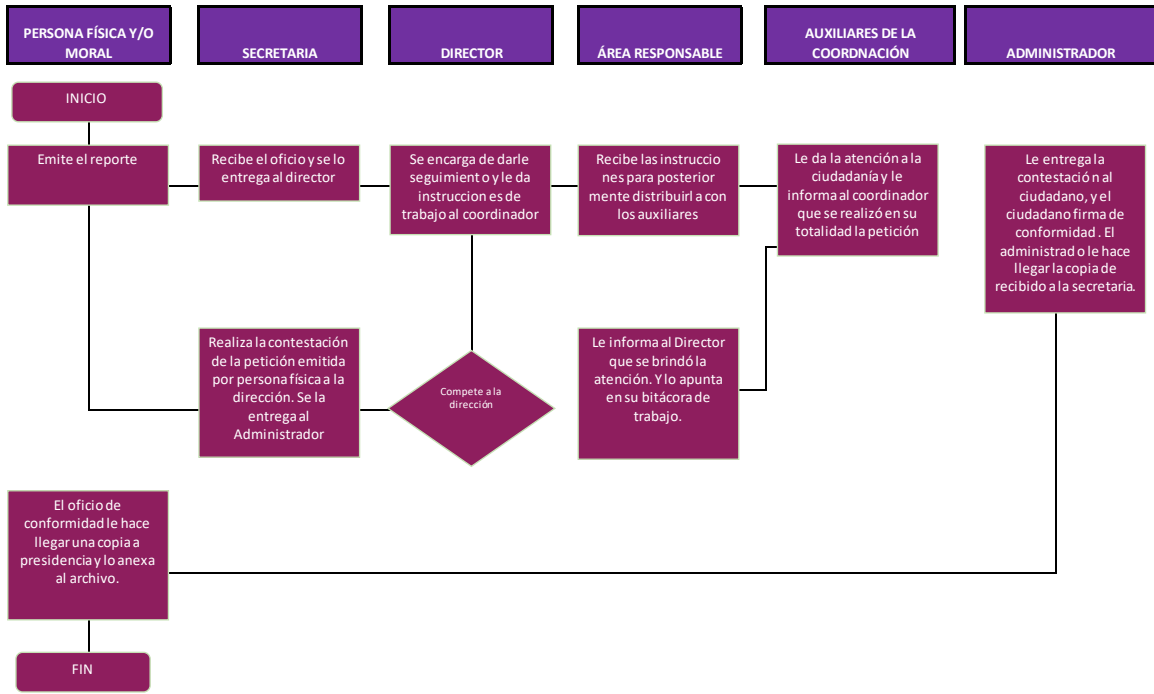 PERSONA FÍSICA Y/O
MORAL
SECRETARIA
DIRECTOR
ÁREA RESPONSABLE
AUXILIARES DE LA
COORDNACIÓN
ADMINISTRADOR
INICIO
Emite el reporte
Recibe el oficio y se lo
entrega al director
Se encarga de darle
seguimient o y le da
instruccion es de
trabajo al coordinador
Recibe las instruccio
nes para posterior
mente distribuirl a con
los auxiliares
Le da la atención a la
ciudadanía y le
informa al coordinador
que se realizó en su
totalidad la petición
Le entrega la
contestació n al
ciudadano, y el
ciudadano firma de
conformidad . El
administrad o le hace
llegar la copia de
recibido a la secretaria.
Realiza la contestación
de la petición emitida
por persona física a la
dirección. Se la
entrega al
Administrador
Compete a la
dirección
Le informa al Director
que se brindó la
atención. Y lo apunta
en su bitácora de
trabajo.
El oficio de
conformidad le hace
llegar una copia a
presidencia y lo anexa
al archivo.
FIN